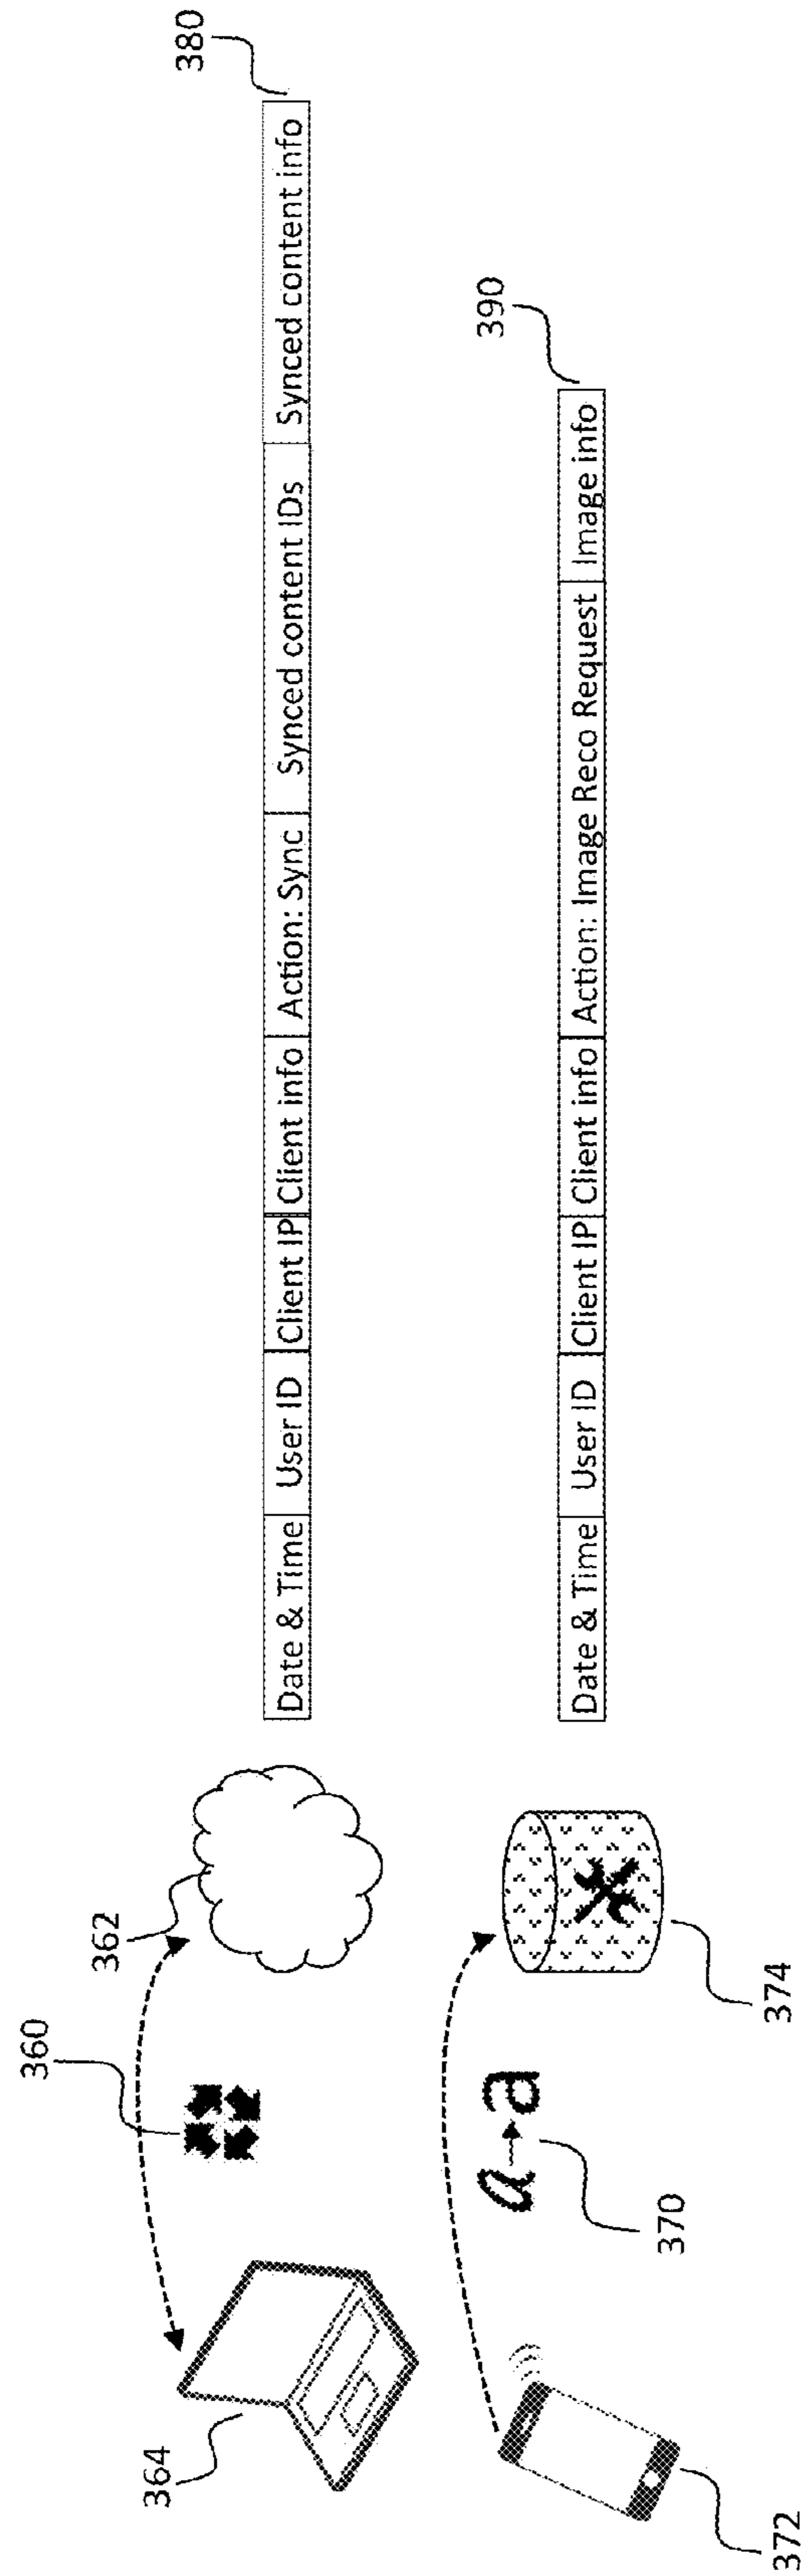 360
362
364
Date & Time | User ID | Client IP | Client info | Action: Sync | Synced content IDs | Synced content info
380
a → a
370
372
374
Date & Time | User ID | Client IP | Client info | Action: Image Reco Request | Image info
390